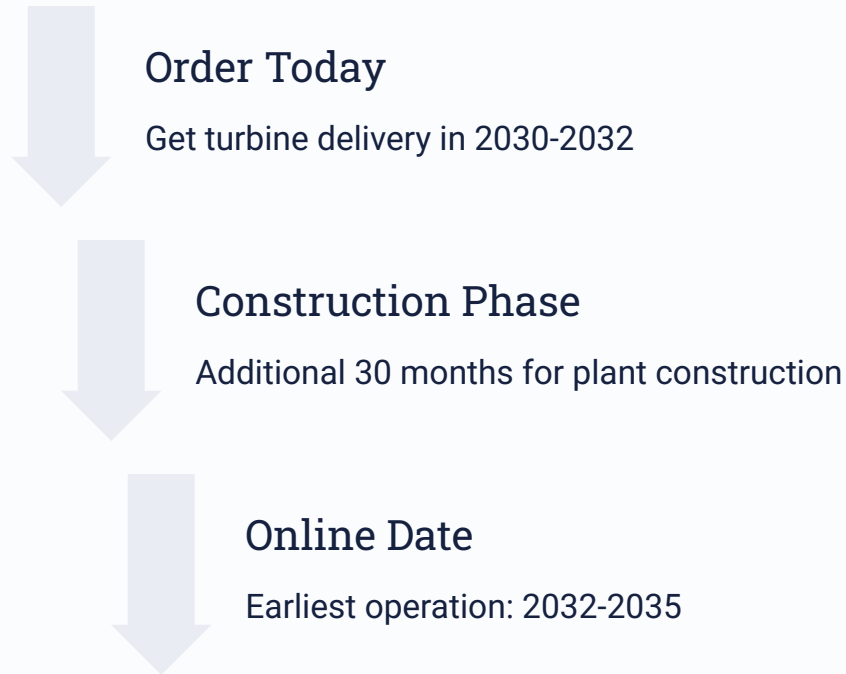 Order Today
Get turbine delivery in 2030-2032
Construction Phase
Additional 30 months for plant construction
Online Date
Earliest operation: 2032-2035